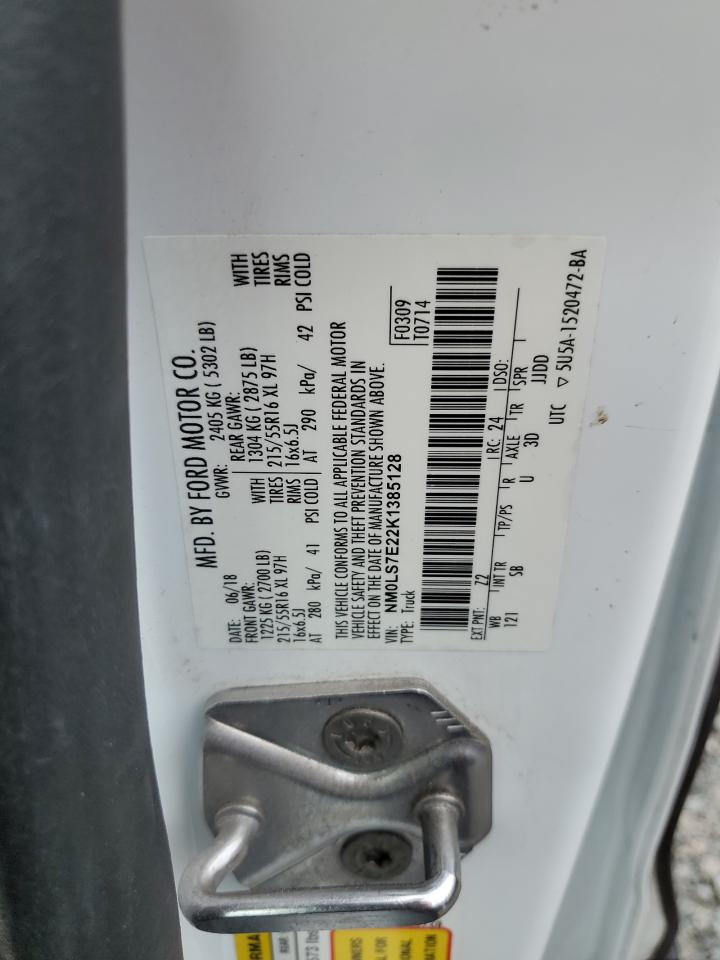 MFD. BY FORD MOTOR CO.
DATE: 06/18 GVWR: 2405 KG ( 5302 LB)
FRONT GAWR: REAR GAWR: WITH
1225 KG ( 2700 LB) WITH 1304 KG ( 2875 LB) TIRES
215/55R16 XL 97H TIRES 215/55R16 XL 97H RIMS
16x6.5J RIMS 16x6.5J
AT 280 kPa/ 41 PSI COLD AT 290 kPa/ 42 PSI COLD
THIS VEHICLE CONFORMS TO ALL APPLICABLE FEDERAL MOTOR
VEHICLE SAFETY AND THEFT PREVENTION STANDARDS IN
EFFECT ON THE DATE OF MANUFACTURE SHOWN ABOVE.
VIN: NM0LS7E22K1385128 F0309
TYPE: Truck T0714
EXT PNT: Z2 RC: 24 DSO:
WB INT TR TP/PS R AXLE TR SPR
121 SB U 3D JJDD
UTC ▽ 5U5A-1520472-BA
REAR